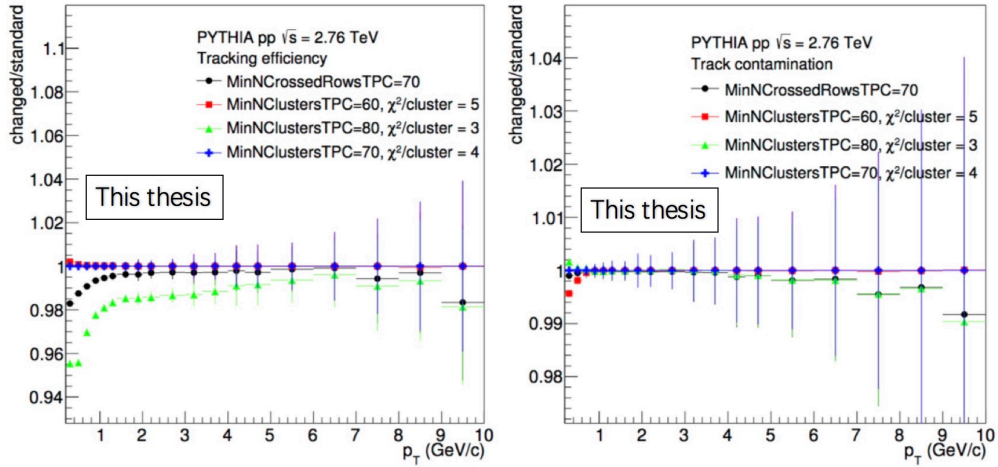 changed/standard
1.1
1.08
1.06
1.04
1.02
1
0.98
0.96
0.94
PYTHIA pp √s = 2.76 TeV
Tracking efficiency
MinNCrossedRowsTPC=70
MinNClustersTPC=60, χ²/cluster = 5
MinNClustersTPC=80, χ²/cluster = 3
MinNClustersTPC=70, χ²/cluster = 4
This thesis
1 2 3 4 5 6 7 8 9 10
p_T (GeV/c)
changed/standard
1.04
1.03
1.02
1.01
1
0.99
0.98
PYTHIA pp √s = 2.76 TeV
Track contamination
MinNCrossedRowsTPC=70
MinNClustersTPC=60, χ²/cluster = 5
MinNClustersTPC=80, χ²/cluster = 3
MinNClustersTPC=70, χ²/cluster = 4
This thesis
1 2 3 4 5 6 7 8 9 10
p_T (GeV/c)